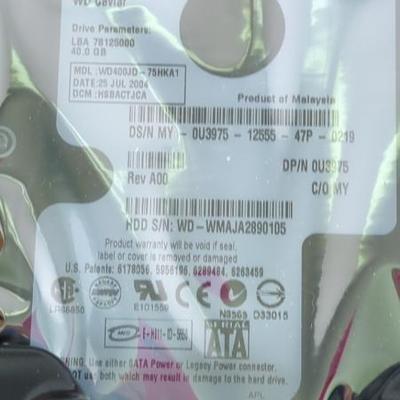 WD Caviar
Drive Parameters:
LBA 78125000
40.0 GB
MDL: WD400JD - 75HKA1
DATE: 25 JUL 2004
DCM: HSBACTJCA
Product of Malaysia
DS/N MY - 0U3975 - 12555 - 47P - 0219
DP/N 0U3975
Rev A00
C/O MY
HDD S/N: WD - WMAJA2890105
Product warranty will be void if seal,
label or cover is removed or damaged
U.S. Patents: 6178056, 5956196, 6289484, 6263459
LR68850
E101559
N3563
D33015
SERIAL
ATA
Use either SATA Power or Legacy Power connector.
use both which may result in damage to the hard drive.
APL